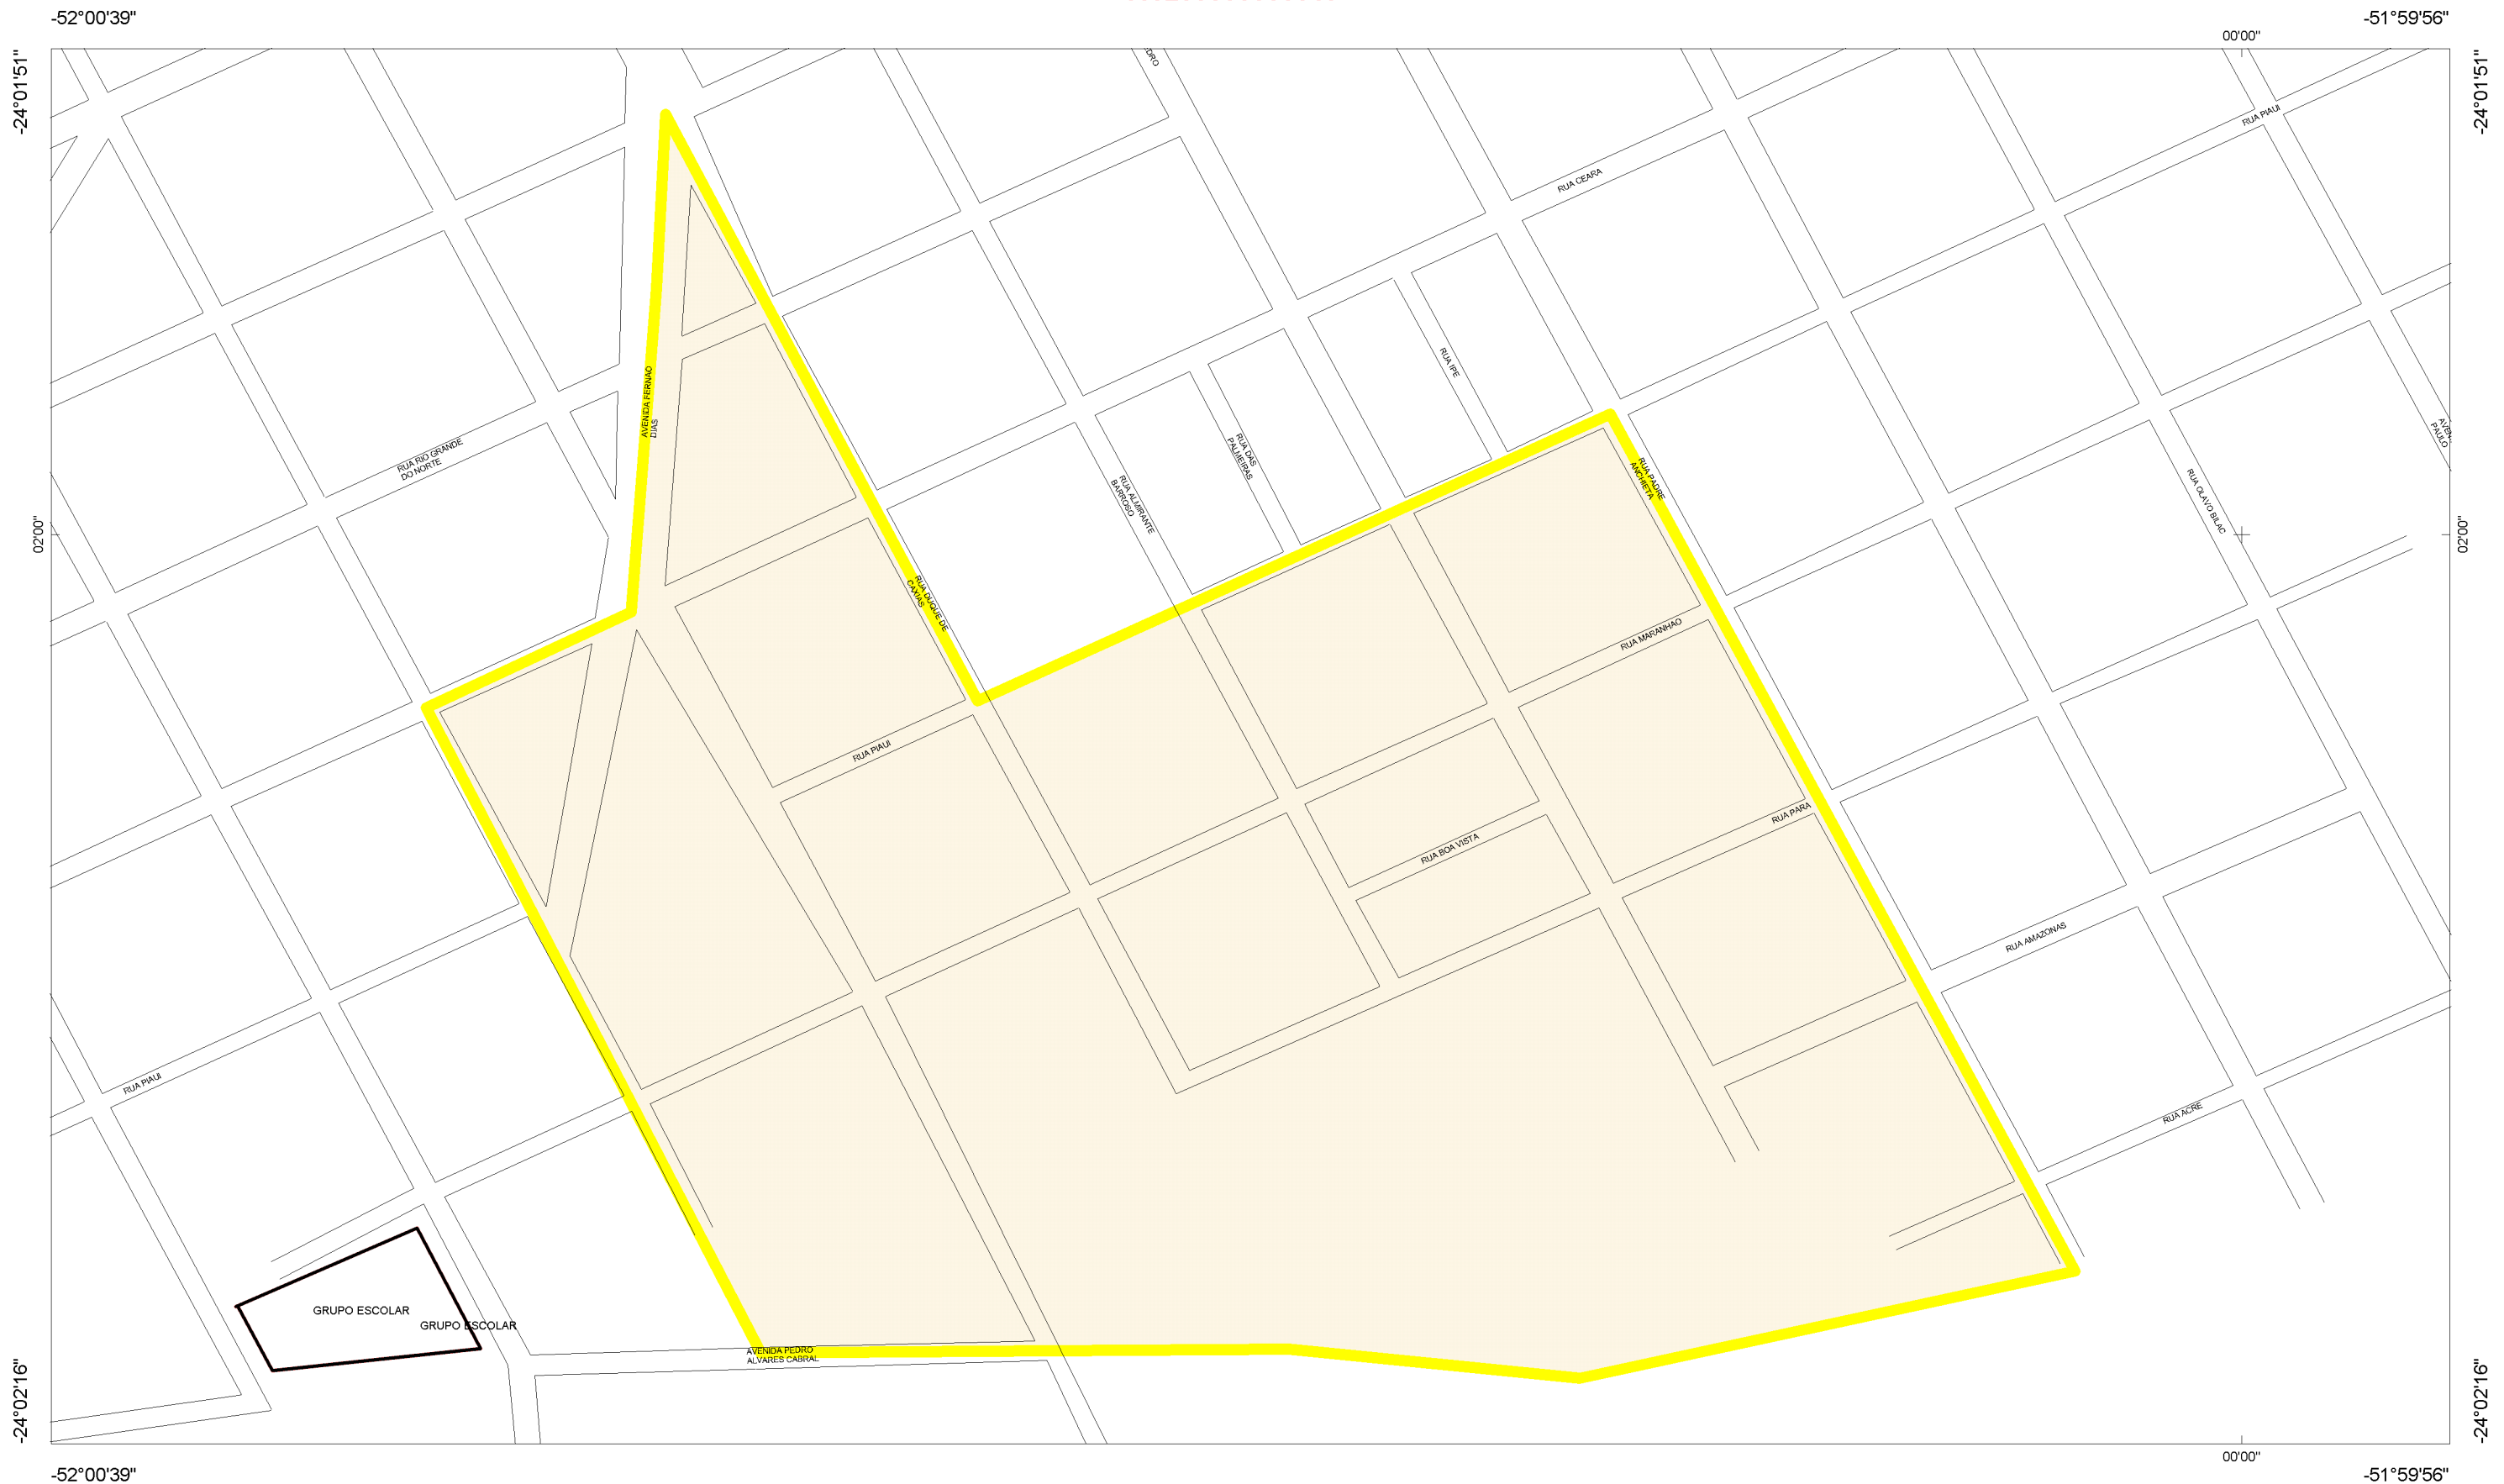 -52°00'39"
-51°59'56"
00'00"
-24°01'51"
-24°01'51"
RUA PIAUI
RUA CEARA
RUA IPE
AVENIDA FERNAO
DIAS
RUA RIO GRANDE
DO NORTE
RUA DAS
PALMEIRAS
RUA ALMIRANTE
BARROSO
RUA PADRE
ANCHIETA
PAULO
RUA OLAVO BILAC
02'00"
02'00"
RUA DUQUE DE
CAXIAS
RUA MARANHAO
RUA PIAUI
RUA PARA
RUA BOA VISTA
RUA AMAZONAS
RUA PIAUI
RUA ACRE
GRUPO ESCOLAR
GRUPO ESCOLAR
AVENIDA PEDRO
ALVARES CABRAL
-24°02'16"
-24°02'16"
00'00"
-52°00'39"
-51°59'56"